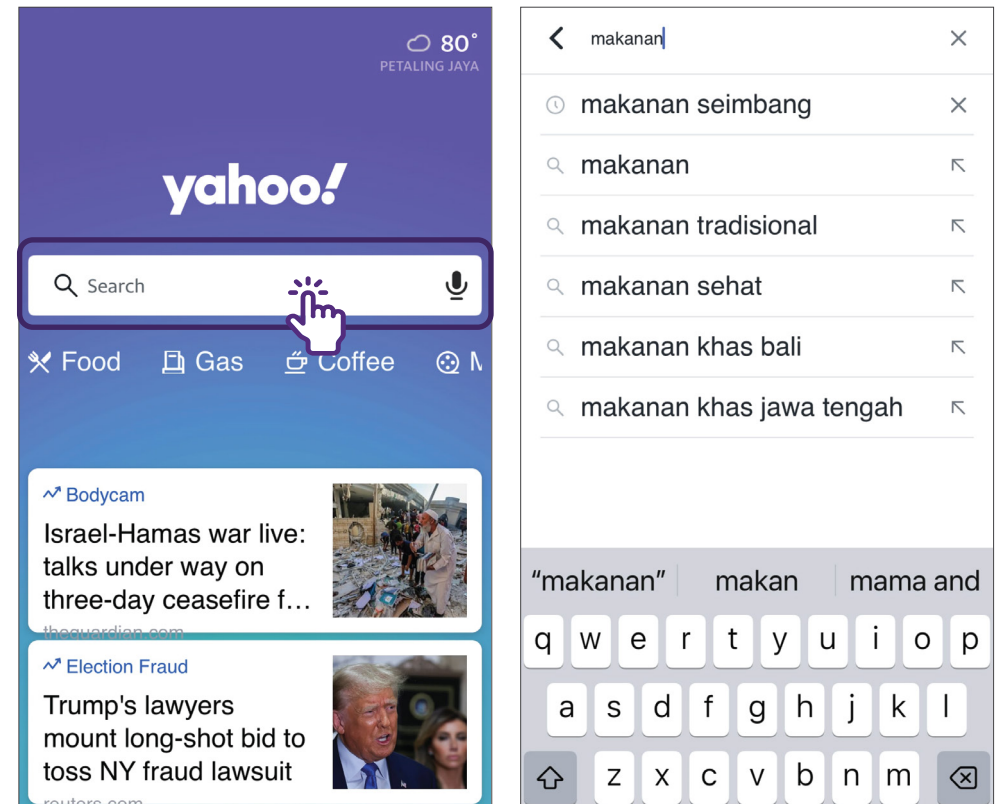 80°
PETALING JAYA
yahoo!
Search
Food Gas Coffee
Bodycam
Israel-Hamas war live:
talks under way on
three-day ceasefire f...
theguardian.com
Election Fraud
Trump's lawyers
mount long-shot bid to
toss NY fraud lawsuit
reuters.com
makanan
makanan seimbang
makanan
makanan tradisional
makanan sehat
makanan khas bali
makanan khas jawa tengah
“makanan” makan mama and
q w e r t y u i o p
a s d f g h j k l
z x c v b n m